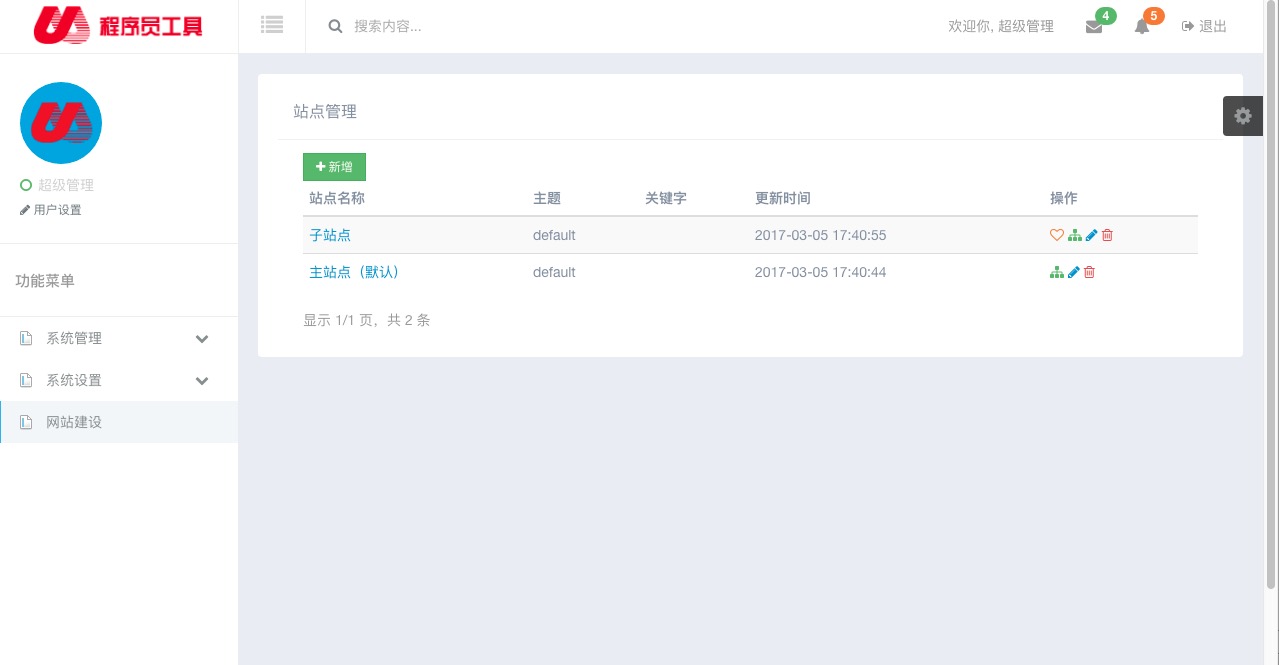 程序员工具
搜索内容...
欢迎你, 超级管理
4
5
退出
超级管理
用户设置
功能菜单
系统管理
系统设置
网站建设
站点管理
新增
站点名称 主题 关键字 更新时间 操作
子站点 default 2017-03-05 17:40:55
主站点（默认） default 2017-03-05 17:40:44
显示 1/1 页，共 2 条